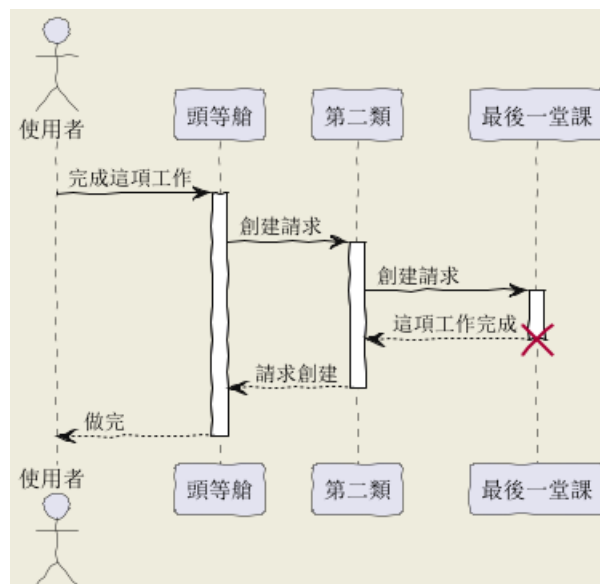 使用者
頭等艙
第二類
最後一堂課
完成這項工作
創建請求
創建請求
這項工作完成
請求創建
做完
使用者
頭等艙
第二類
最後一堂課